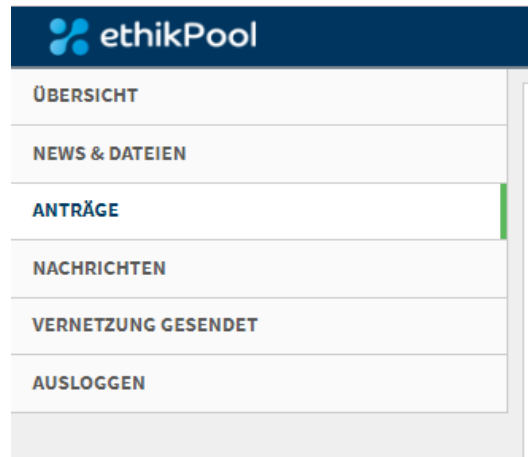 ethikPool
ÜBERSICHT
NEWS & DATEIEN
ANTRÄGE
NACHRICHTEN
VERNETZUNG GESENDET
AUSLOGGEN